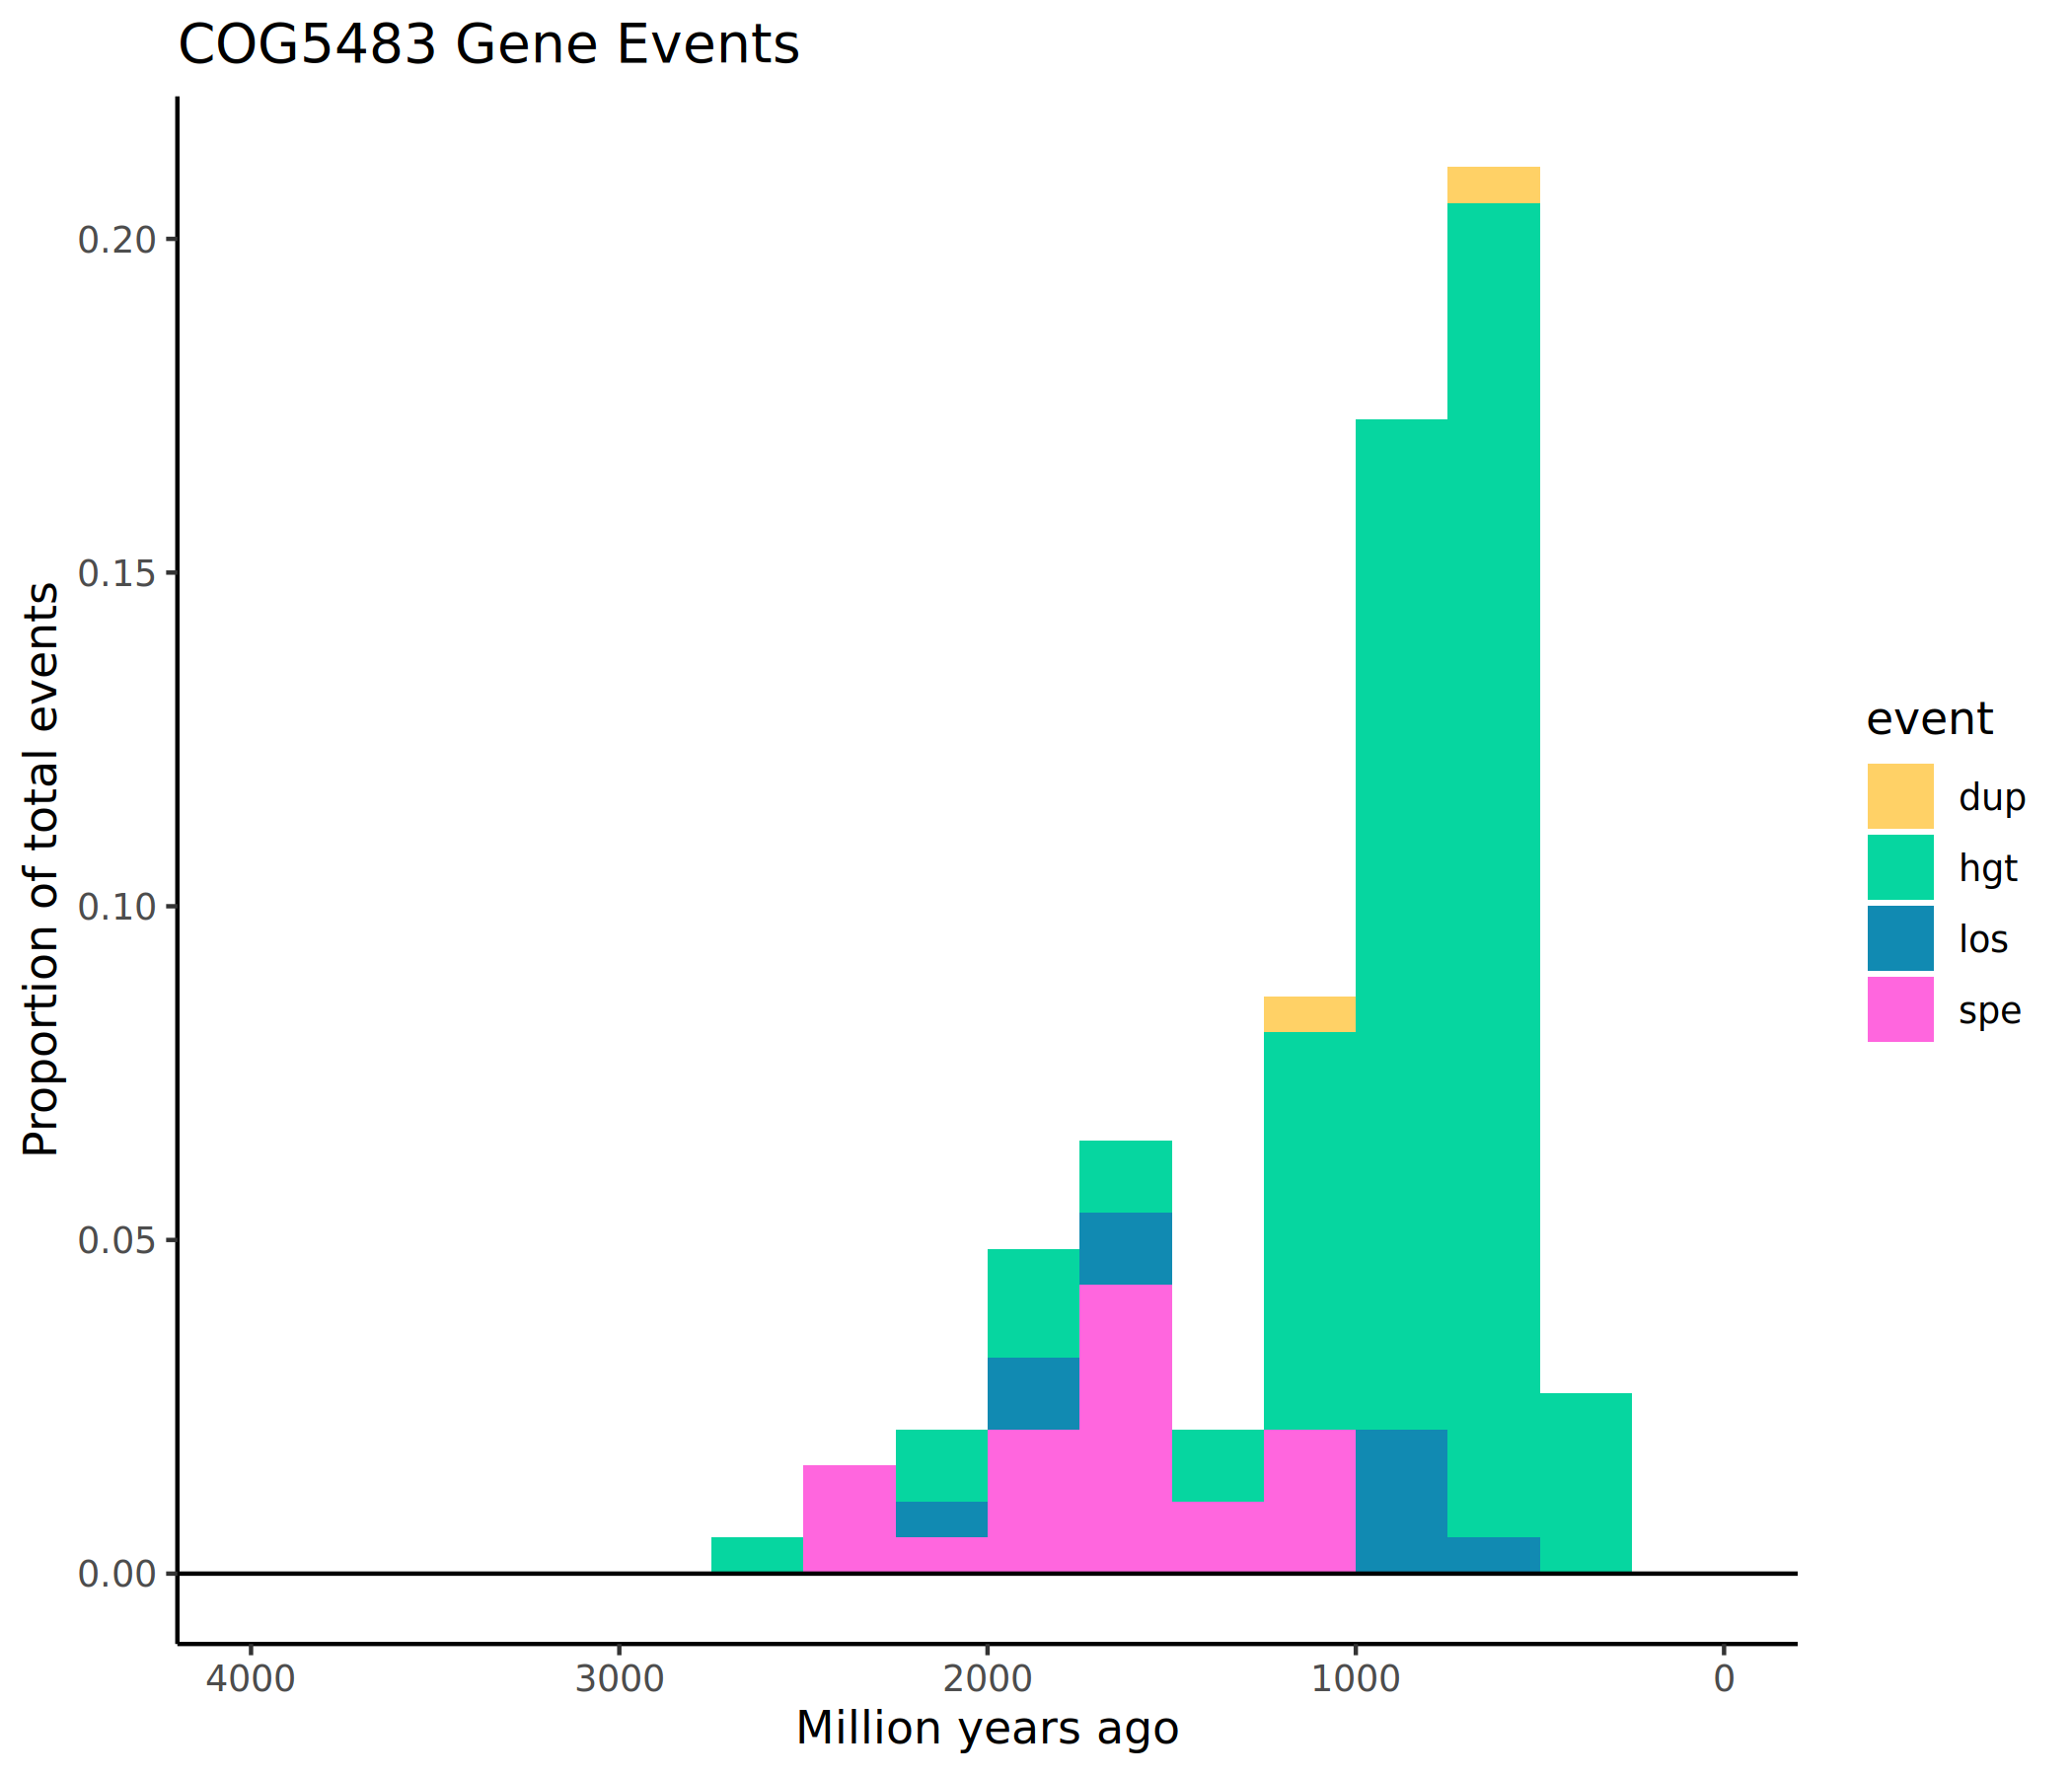 COG5483 Gene Events
Proportion of total events
0.20
0.15
0.10
0.05
0.00
4000 3000 2000 1000 0
Million years ago
event
dup
hgt
los
spe